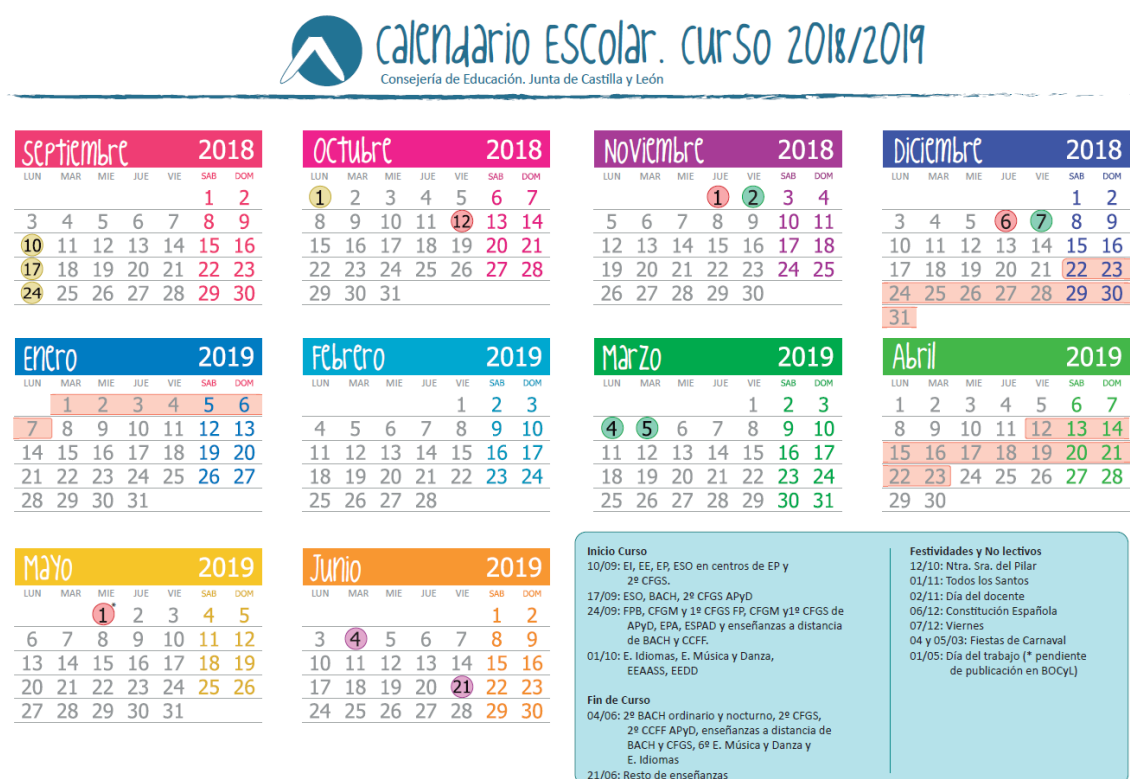 Calendario Escolar. Curso 2018/2019
Consejería de Educación. Junta de Castilla y León
Septiembre 2018
LUN MAR MIE JUE VIE SAB DOM
1 2
3 4 5 6 7 8 9
10 11 12 13 14 15 16
17 18 19 20 21 22 23
24 25 26 27 28 29 30
Octubre 2018
LUN MAR MIE JUE VIE SAB DOM
1 2 3 4 5 6 7
8 9 10 11 12 13 14
15 16 17 18 19 20 21
22 23 24 25 26 27 28
29 30 31
Noviembre 2018
LUN MAR MIE JUE VIE SAB DOM
1 2 3 4
5 6 7 8 9 10 11
12 13 14 15 16 17 18
19 20 21 22 23 24 25
26 27 28 29 30
Diciembre 2018
LUN MAR MIE JUE VIE SAB DOM
1 2
3 4 5 6 7 8 9
10 11 12 13 14 15 16
17 18 19 20 21 22 23
24 25 26 27 28 29 30
31
Enero 2019
LUN MAR MIE JUE VIE SAB DOM
1 2 3 4 5 6
7 8 9 10 11 12 13
14 15 16 17 18 19 20
21 22 23 24 25 26 27
28 29 30 31
Febrero 2019
LUN MAR MIE JUE VIE SAB DOM
1 2 3
4 5 6 7 8 9 10
11 12 13 14 15 16 17
18 19 20 21 22 23 24
25 26 27 28
Marzo 2019
LUN MAR MIE JUE VIE SAB DOM
1 2 3
4 5 6 7 8 9 10
11 12 13 14 15 16 17
18 19 20 21 22 23 24
25 26 27 28 29 30 31
Abril 2019
LUN MAR MIE JUE VIE SAB DOM
1 2 3 4 5 6 7
8 9 10 11 12 13 14
15 16 17 18 19 20 21
22 23 24 25 26 27 28
29 30
Mayo 2019
LUN MAR MIE JUE VIE SAB DOM
1* 2 3 4 5
6 7 8 9 10 11 12
13 14 15 16 17 18 19
20 21 22 23 24 25 26
27 28 29 30 31
Junio 2019
LUN MAR MIE JUE VIE SAB DOM
1 2
3 4 5 6 7 8 9
10 11 12 13 14 15 16
17 18 19 20 21 22 23
24 25 26 27 28 29 30
Inicio Curso
10/09: EI, EE, EP, ESO en centros de EP y
2º CFGS.
17/09: ESO, BACH, 2º CFGS APyD
24/09: FPB, CFGM y 1º CFGS FP, CFGM y1º CFGS de
APyD, EPA, ESPAD y enseñanzas a distancia
de BACH y CCFF.
01/10: E. Idiomas, E. Música y Danza,
EEAASS, EEDD
Fin de Curso
04/06: 2º BACH ordinario y nocturno, 2º CFGS,
2º CCFF APyD, enseñanzas a distancia de
BACH y CFGS, 6º E. Música y Danza y
E. Idiomas
21/06: Resto de enseñanzas
Festividades y No lectivos
12/10: Ntra. Sra. del Pilar
01/11: Todos los Santos
02/11: Día del docente
06/12: Constitución Española
07/12: Viernes
04 y 05/03: Fiestas de Carnaval
01/05: Día del trabajo (* pendiente
de publicación en BOCyL)